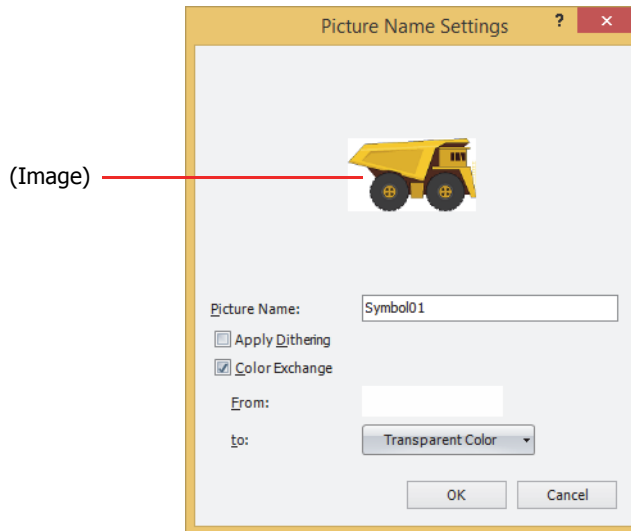 Picture Name Settings ? ×
(Image)
Picture Name: Symbol01
Apply Dithering
Color Exchange
From:
to: Transparent Color
OK Cancel